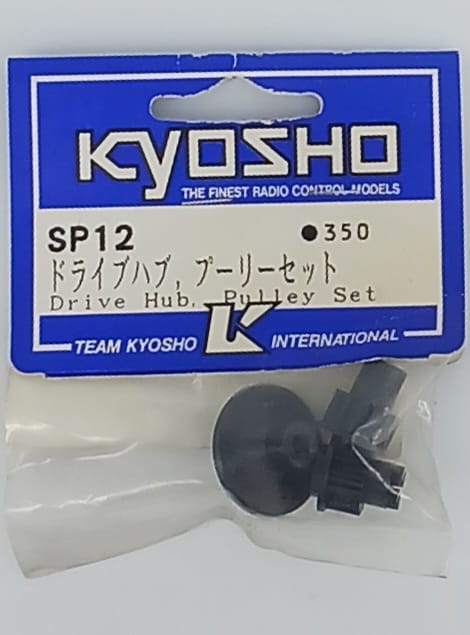 KYOSHO
THE FINEST RADIO CONTROL MODELS
SP12 ●350
ドライブハブ, プーリーセット
Drive Hub, Pulley Set
TEAM KYOSHO K INTERNATIONAL